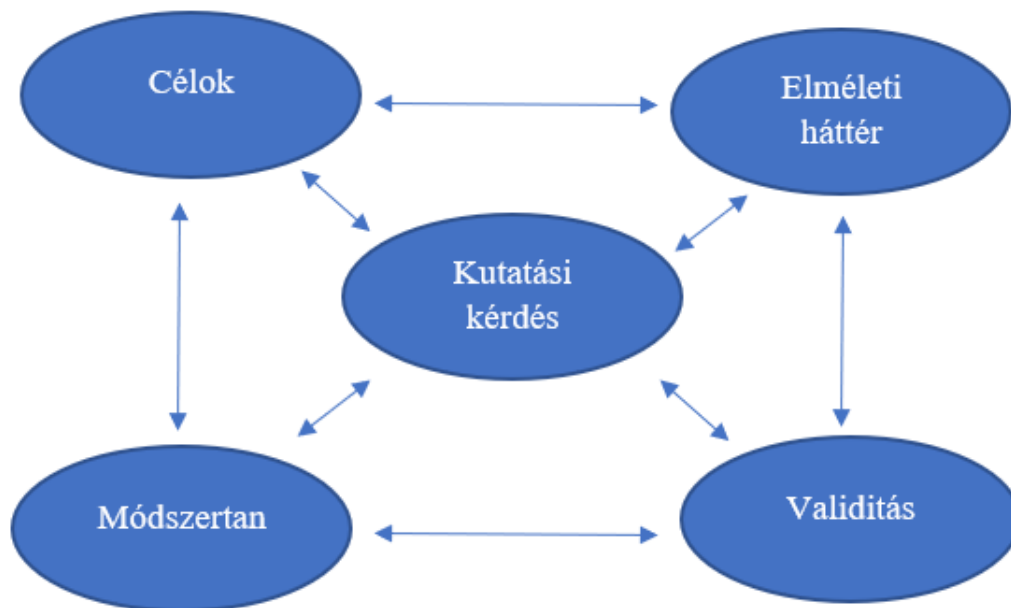 Célok
Elméleti
háttér
Kutatási
kérdés
Módszertan
Validitás